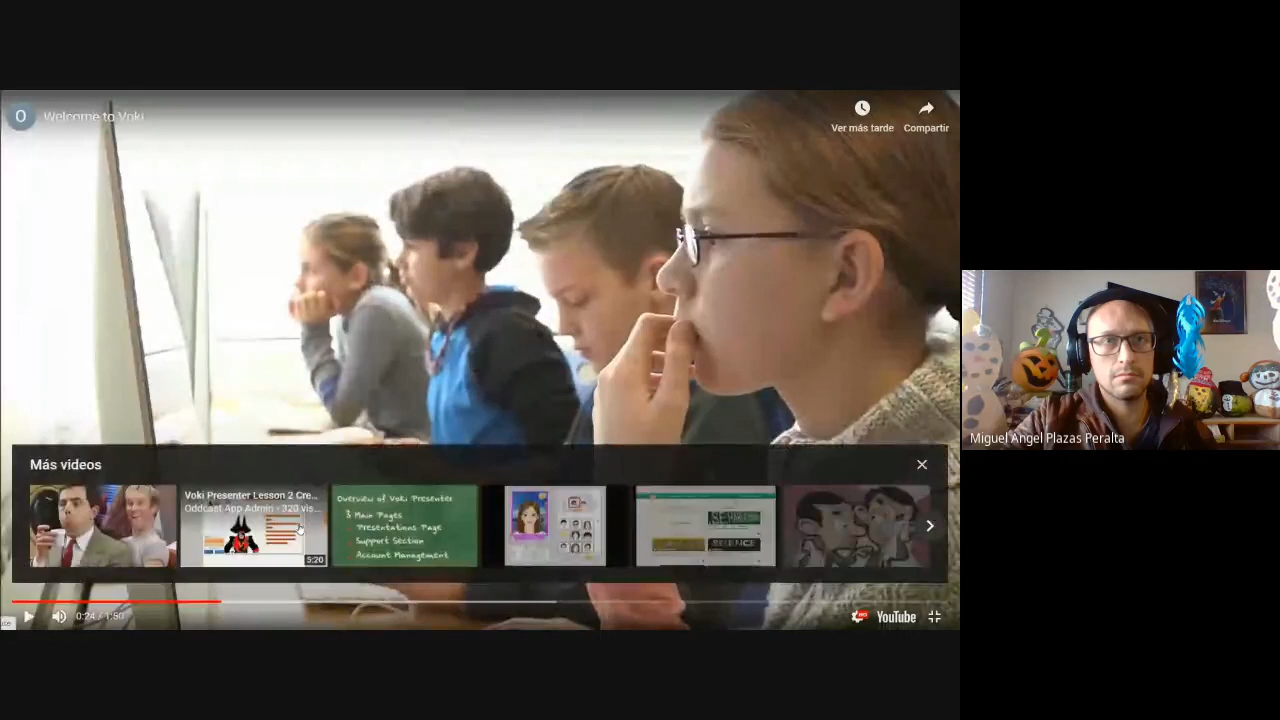 O
Welcome to Voki
Ver más tarde
Compartir
Más videos
Voki Presenter Lesson 2 Cre...
Oddcast App Admin · 320 vis...
5:20
Overview of Voki Presenter
3 Main Pages
Presentations Page
Support Section
Account Management
0:24 / 1:50
YouTube
Miguel Angel Plazas Peralta